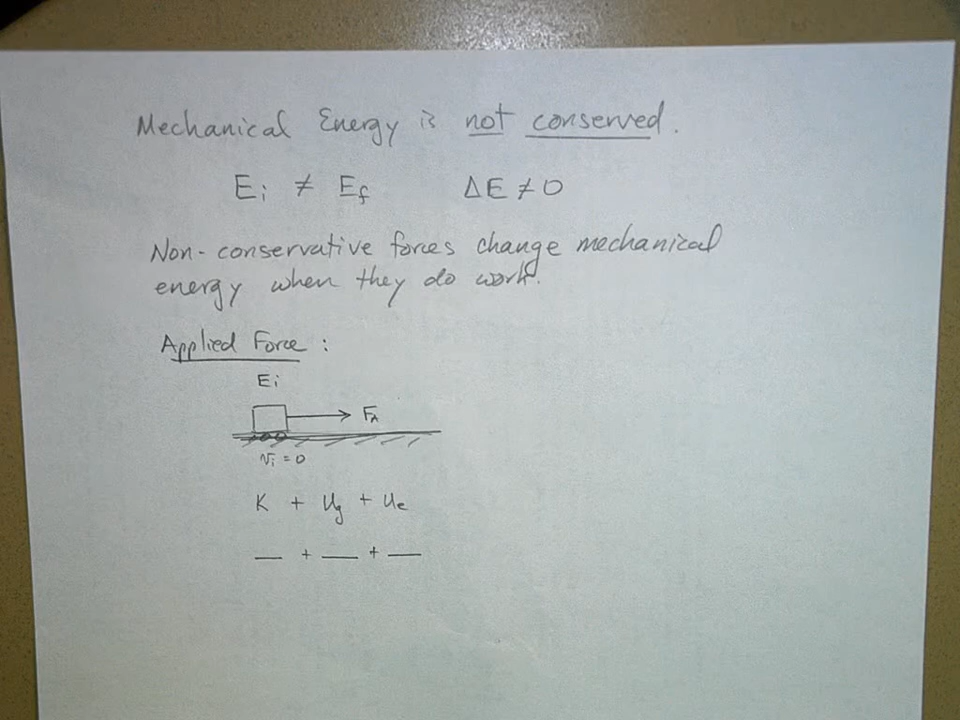 Mechanical Energy is not conserved.
Ei ≠ Ef ΔE ≠ 0
Non-conservative forces change mechanical
energy when they do work.
Applied Force :
Ei
FA
vi = 0
K + Ug + Ue
__ + __ + __